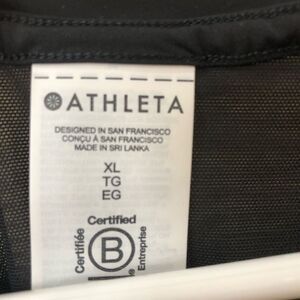 ATHLETA
DESIGNED IN SAN FRANCISCO
CONÇU À SAN FRANCISCO
MADE IN SRI LANKA
XL
TG
EG
Certified
Certifiée
B
Entreprise